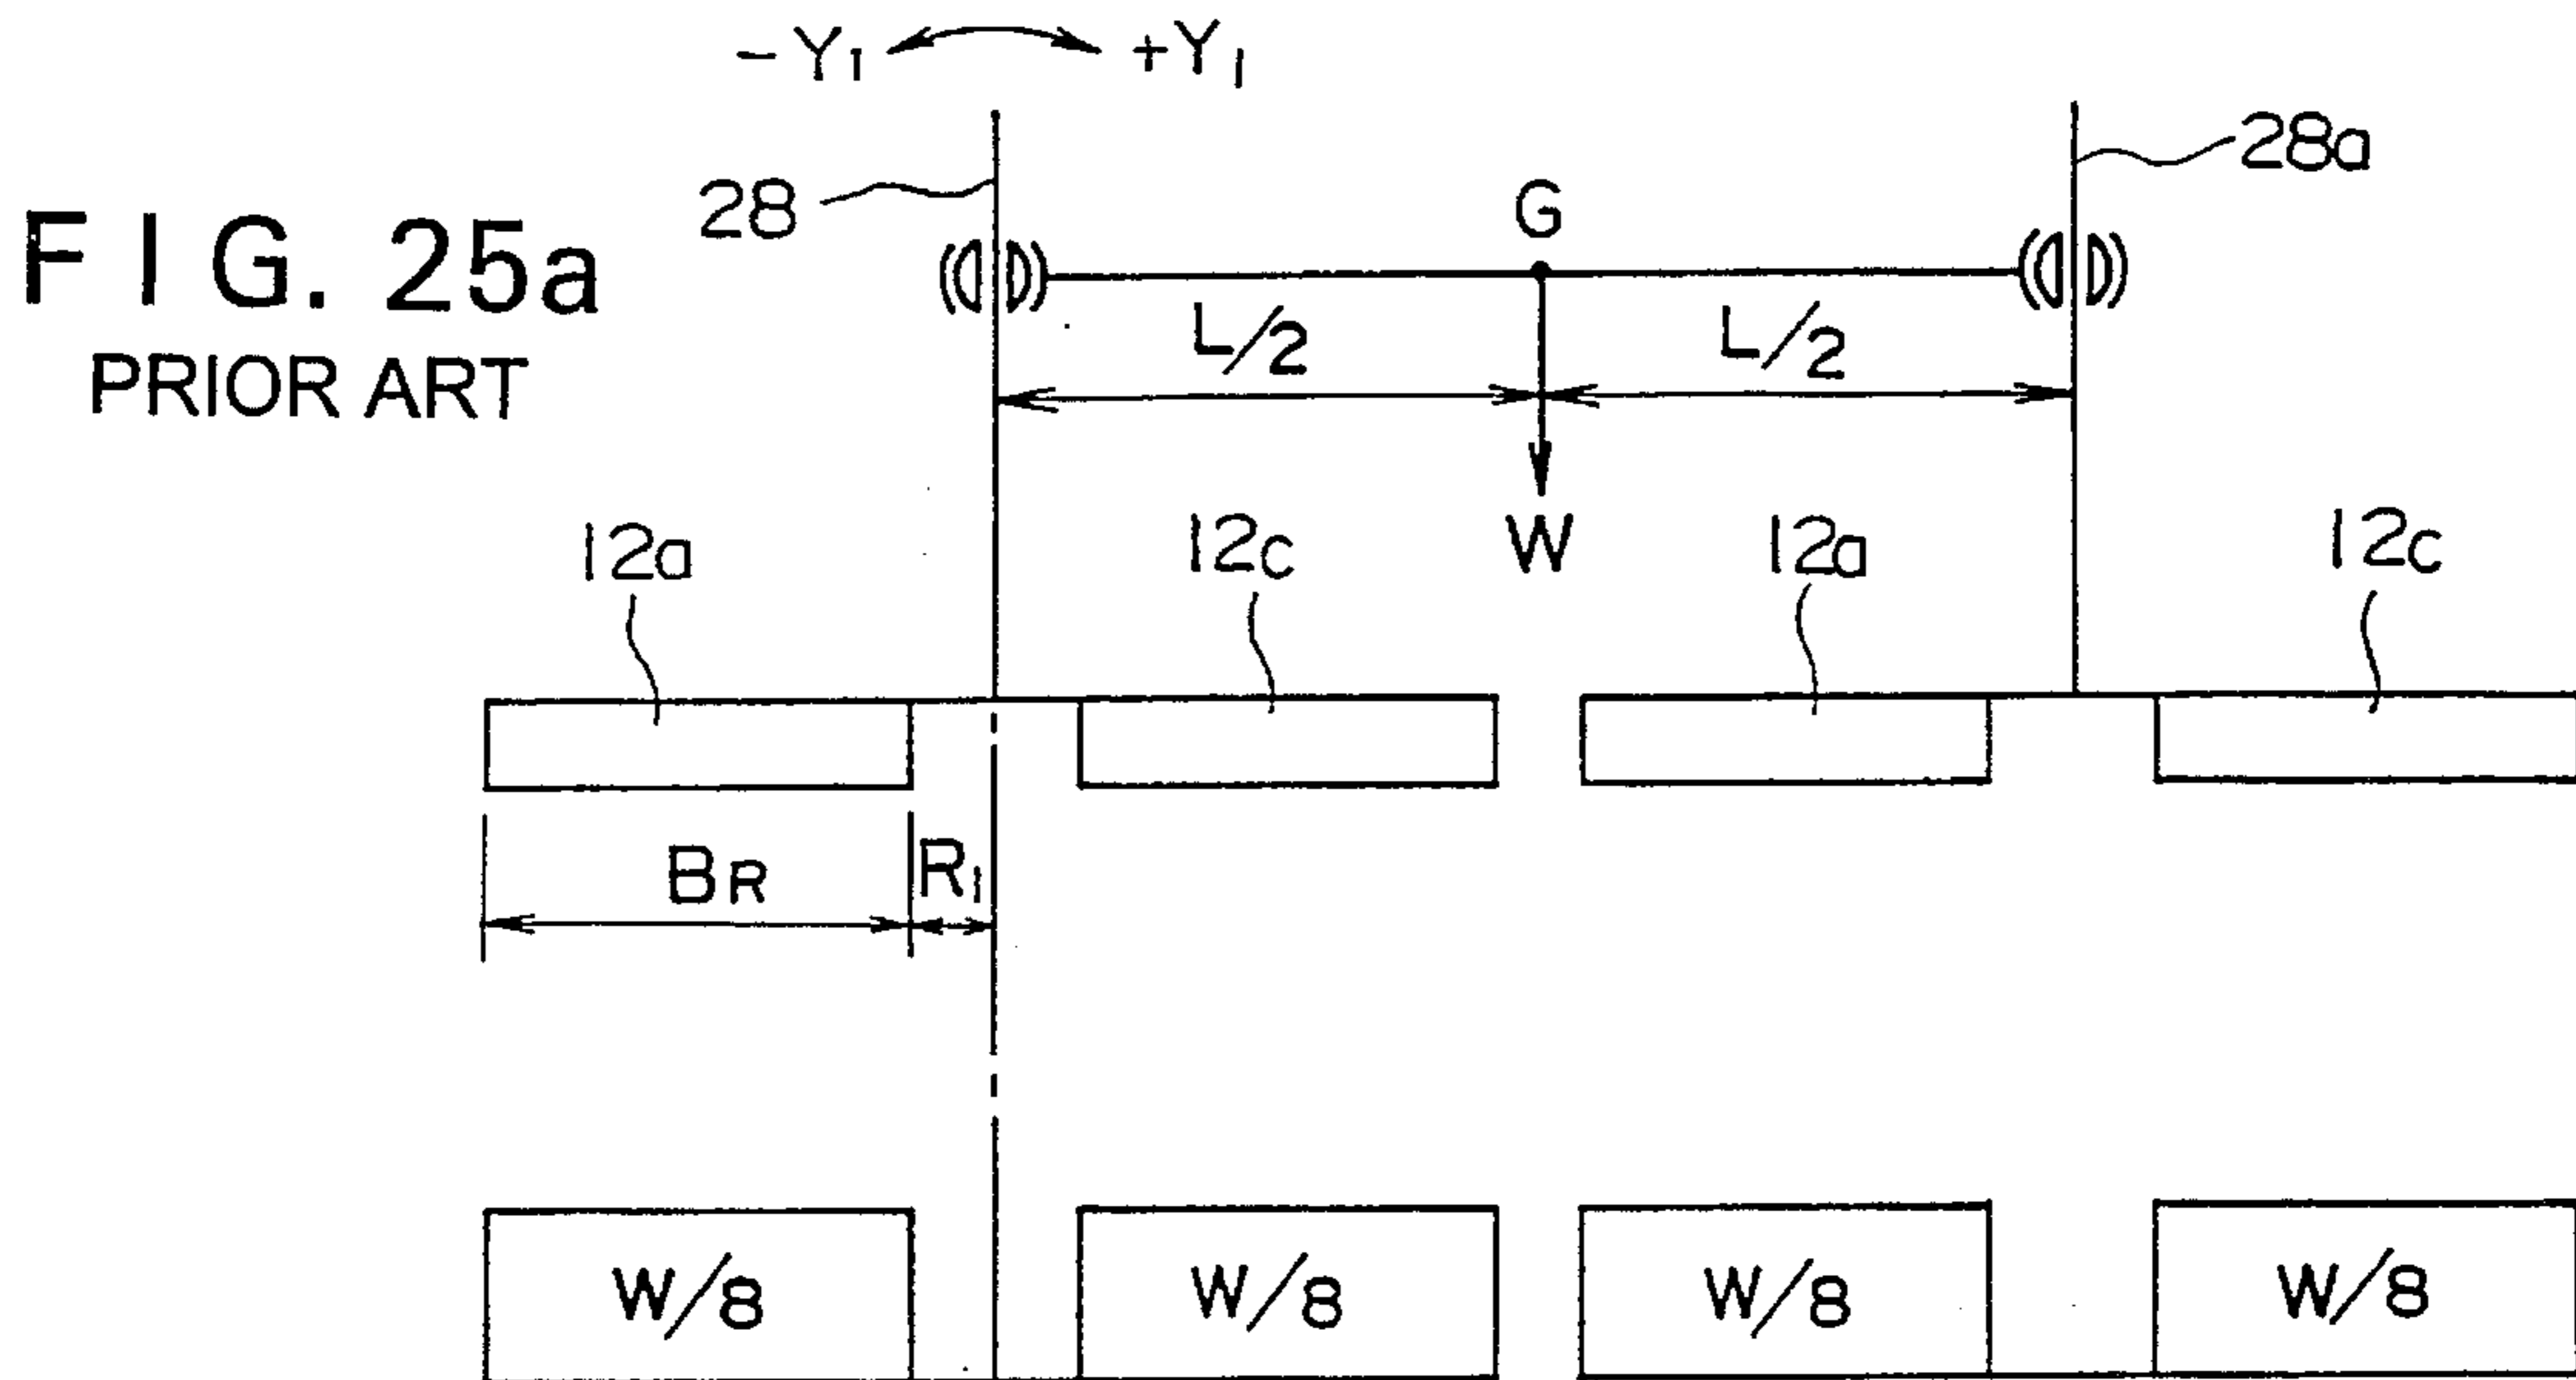 -Y1 +Y1
28 G 28a
FIG. 25a
PRIOR ART
L/2 L/2
W
12a 12c 12a 12c
BR R1
W/8 W/8 W/8 W/8